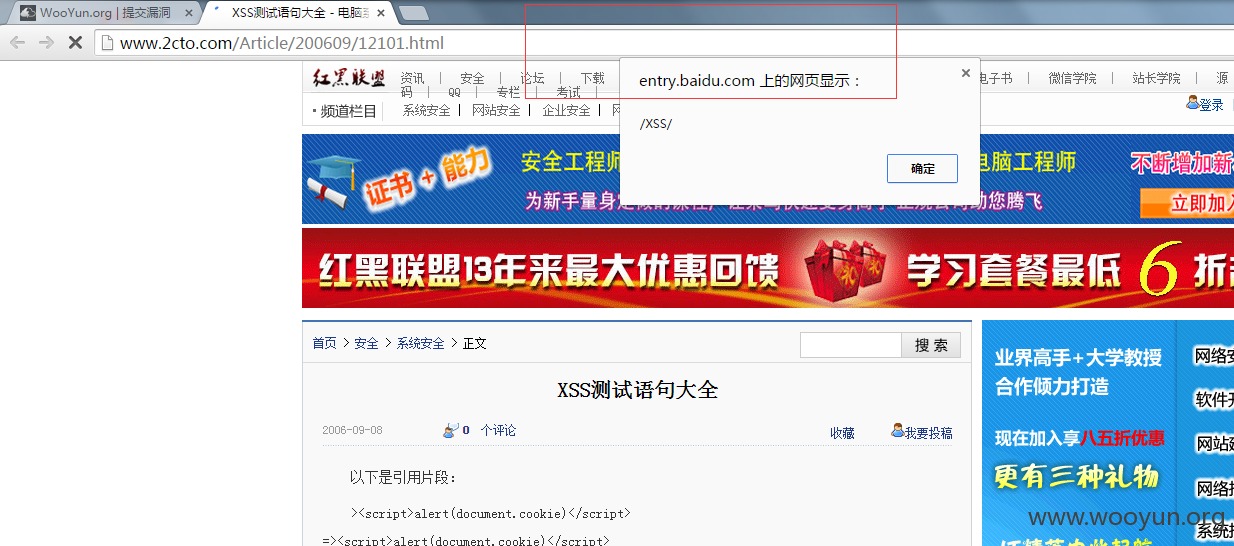 WooYun.org | 提交漏洞
XSS测试语句大全 - 电脑
www.2cto.com/Article/200609/12101.html
红黑联盟
资讯 | 安全 | 论坛 | 下载
电子书 | 微信学院 | 站长学院 | 源
码 | QQ | 专栏 | 考试 |
· 频道栏目
系统安全 | 网站安全 | 企业安全 |
登录
entry.baidu.com 上的网页显示：
/XSS/
确定
证书 + 能力
安全工程师
电脑工程师
不断增加新
为新手量身定做的课程
助您腾飞
立即加入
红黑联盟13年来最大优惠回馈
学习套餐最低6折
首页 > 安全 > 系统安全 > 正文
搜 索
XSS测试语句大全
2006-09-08
0 个评论
收藏
我要投稿
以下是引用片段：
><script>alert(document.cookie)</script>
=><script>alert(document.cookie)</script>
业界高手+大学教授
合作倾力打造
现在加入享八五折优惠
更有三种礼物
网络安
软件开
网站
网络
系统
www.wooyun.org